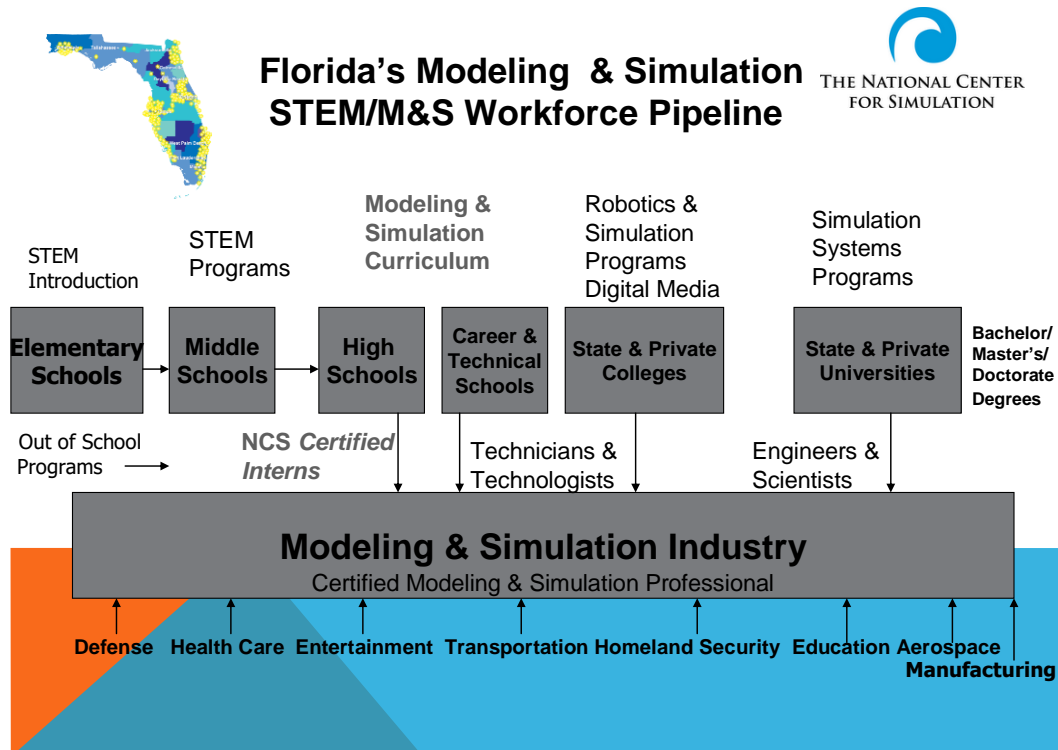 Florida's Modeling & Simulation
STEM/M&S Workforce Pipeline
THE NATIONAL CENTER
FOR SIMULATION
STEM
Introduction
STEM
Programs
Modeling &
Simulation
Curriculum
Robotics &
Simulation
Programs
Digital Media
Simulation
Systems
Programs
Elementary
Schools
Middle
Schools
High
Schools
Career &
Technical
Schools
State & Private
Colleges
State & Private
Universities
Bachelor/
Master's/
Doctorate
Degrees
Out of School
Programs
NCS Certified
Interns
Technicians &
Technologists
Engineers &
Scientists
Modeling & Simulation Industry
Certified Modeling & Simulation Professional
Defense Health Care Entertainment Transportation Homeland Security Education Aerospace
Manufacturing